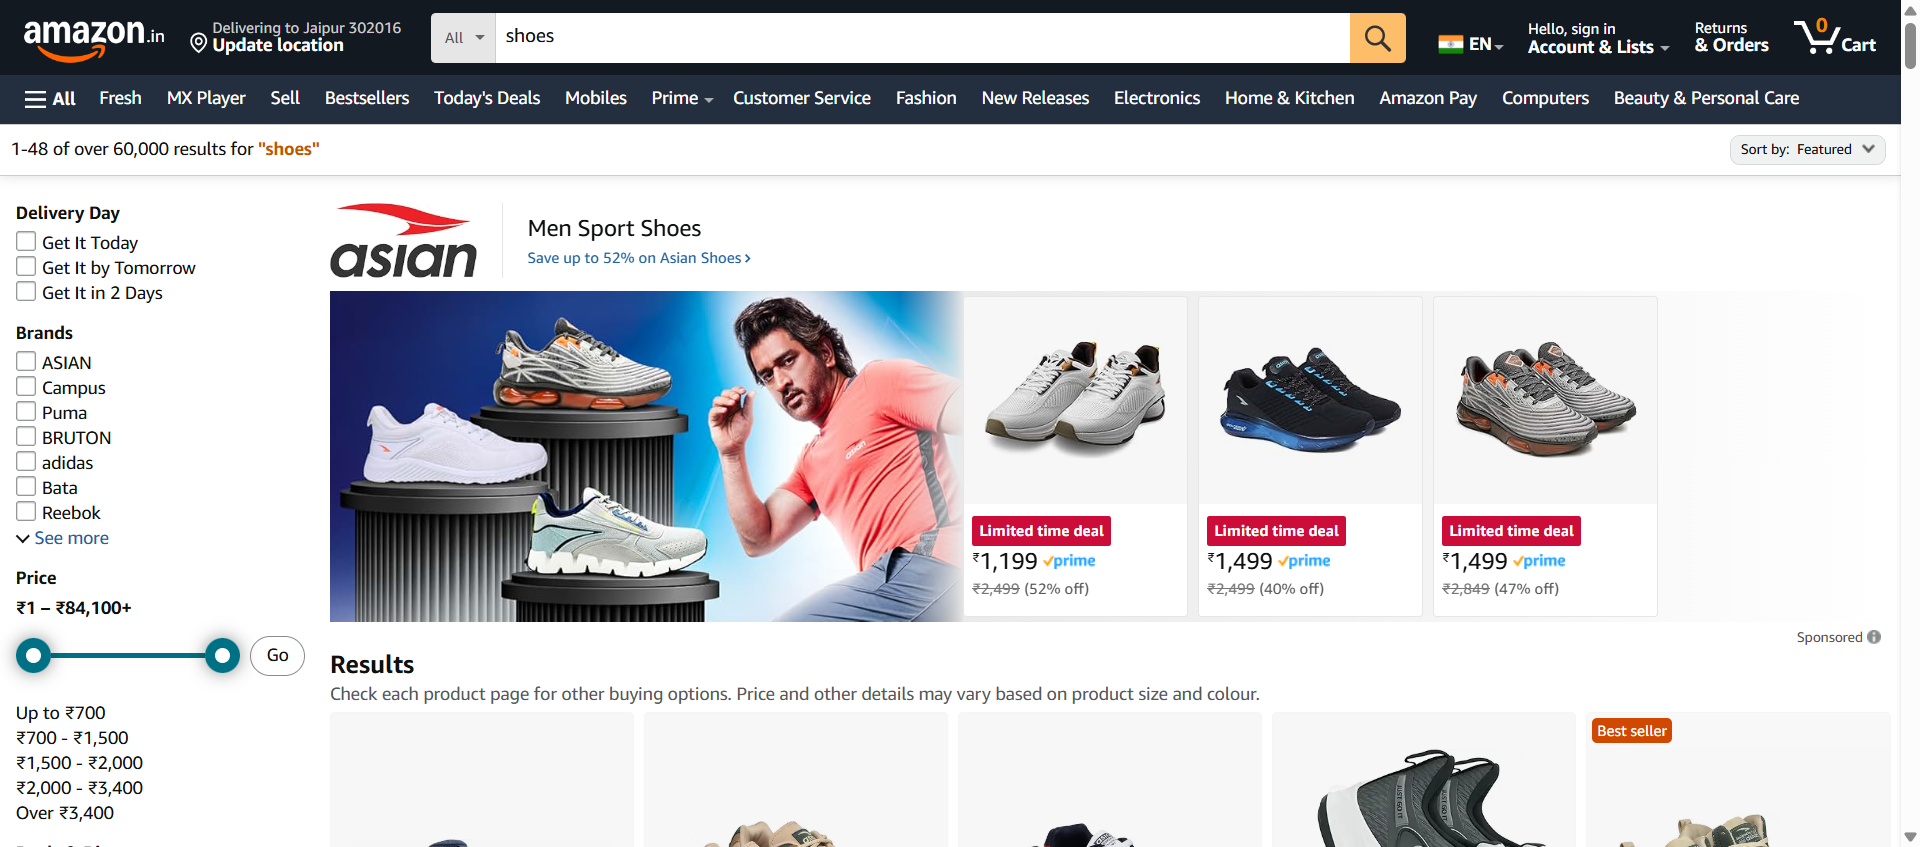 amazon.in
Delivering to Jaipur 302016
Update location
All
shoes
EN
Hello, sign in
Account & Lists
Returns
& Orders
0
Cart
All
Fresh
MX Player
Sell
Bestsellers
Today's Deals
Mobiles
Prime
Customer Service
Fashion
New Releases
Electronics
Home & Kitchen
Amazon Pay
Computers
Beauty & Personal Care
1-48 of over 60,000 results for "shoes"
Sort by: Featured
Delivery Day
Get It Today
Get It by Tomorrow
Get It in 2 Days
Brands
ASIAN
Campus
Puma
BRUTON
adidas
Bata
Reebok
See more
Price
₹1 – ₹84,100+
Go
Up to ₹700
₹700 - ₹1,500
₹1,500 - ₹2,000
₹2,000 - ₹3,400
Over ₹3,400
asian
Men Sport Shoes
Save up to 52% on Asian Shoes
asian
Limited time deal
₹1,199 prime
₹2,499 (52% off)
Limited time deal
₹1,499 prime
₹2,499 (40% off)
Limited time deal
₹1,499 prime
₹2,849 (47% off)
Sponsored
Results
Check each product page for other buying options. Price and other details may vary based on product size and colour.
JUST GO IT
JUST GO IT
Best seller